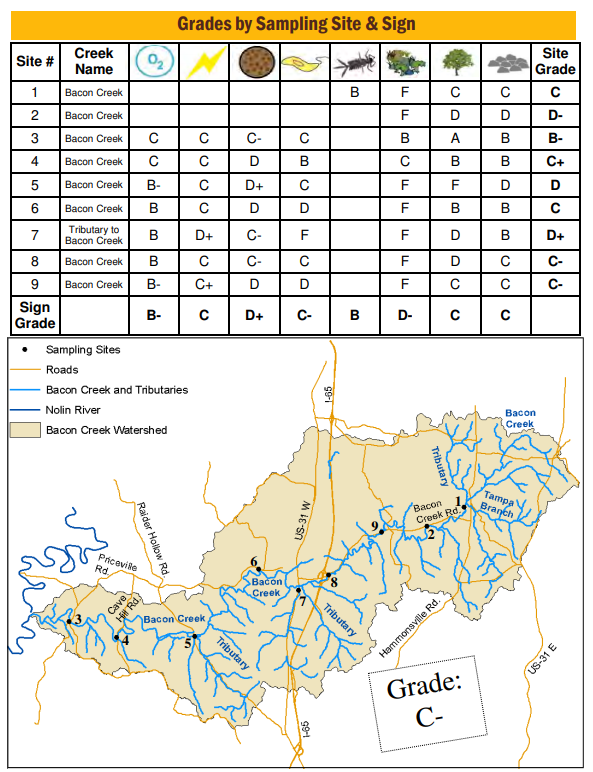 Grades by Sampling Site & Sign
Site # Creek Name O2 Site Grade
1 Bacon Creek B F C C C
2 Bacon Creek F D D D-
3 Bacon Creek C C C- C B A B B-
4 Bacon Creek C C D B C B B C+
5 Bacon Creek B- C D+ C F F D D
6 Bacon Creek B C D D F B B C
7 Tributary to Bacon Creek B D+ C- F F D B D+
8 Bacon Creek B C C- C F D C C-
9 Bacon Creek B- C+ D D F C C C-
Sign Grade B- C D+ C- B D- C C
Sampling Sites
Roads
Bacon Creek and Tributaries
Nolin River
Bacon Creek Watershed
I-65
Bacon
Creek
Tributary
Tampa
Branch
1
Bacon
Creek Rd.
2
9
US-31 W
Raider Hollow Rd
Priceville
Rd.
6
Bacon
Creek
8
7
Tributary
Cave
Hill Rd.
3
4
Bacon Creek
5
Tributary
Hammonsville Rd.
US-31 E
I-65
Grade:
C-